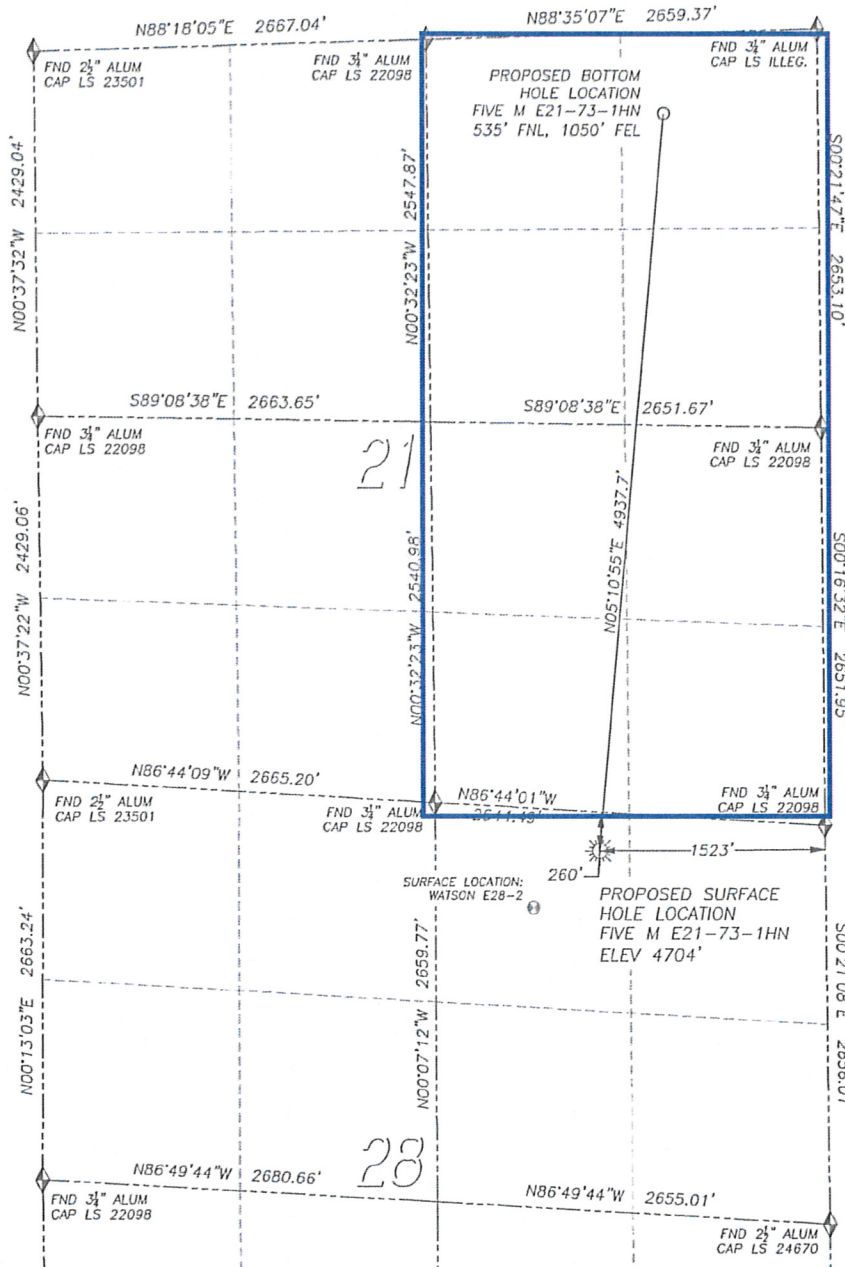 N88°18'05"E 2667.04'
N88°35'07"E 2659.37'
FND 2½" ALUM
CAP LS 23501
FND 3¼" ALUM
CAP LS 22098
FND 3¼" ALUM
CAP LS ILLEG.
PROPOSED BOTTOM
HOLE LOCATION
FIVE M E21-73-1HN
535' FNL, 1050' FEL
N00°37'32"W 2429.04'
N00°32'23"W 2547.87'
S00°21'47"E 2653.10'
S89°08'38"E 2663.65'
S89°08'38"E 2651.67'
FND 3¼" ALUM
CAP LS 22098
FND 3¼" ALUM
CAP LS 22098
21
N00°37'22"W 2429.06'
N00°32'23"W 2540.98'
N05°10'55"E 4937.7'
S00°16'32"E 2651.95'
N86°44'09"W 2665.20'
N86°44'01"W
FND 2½" ALUM
CAP LS 23501
FND 3¼" ALUM
CAP LS 22098
FND 3¼" ALUM
CAP LS 22098
1523'
260'
SURFACE LOCATION:
WATSON E28-2
PROPOSED SURFACE
HOLE LOCATION
FIVE M E21-73-1HN
ELEV 4704'
N00°13'03"E 2663.24'
N00°07'12"W 2659.77'
S00°21'08"E
28
N86°49'44"W 2680.66'
N86°49'44"W 2655.01'
FND 3¼" ALUM
CAP LS 22098
FND 2½" ALUM
CAP LS 24670